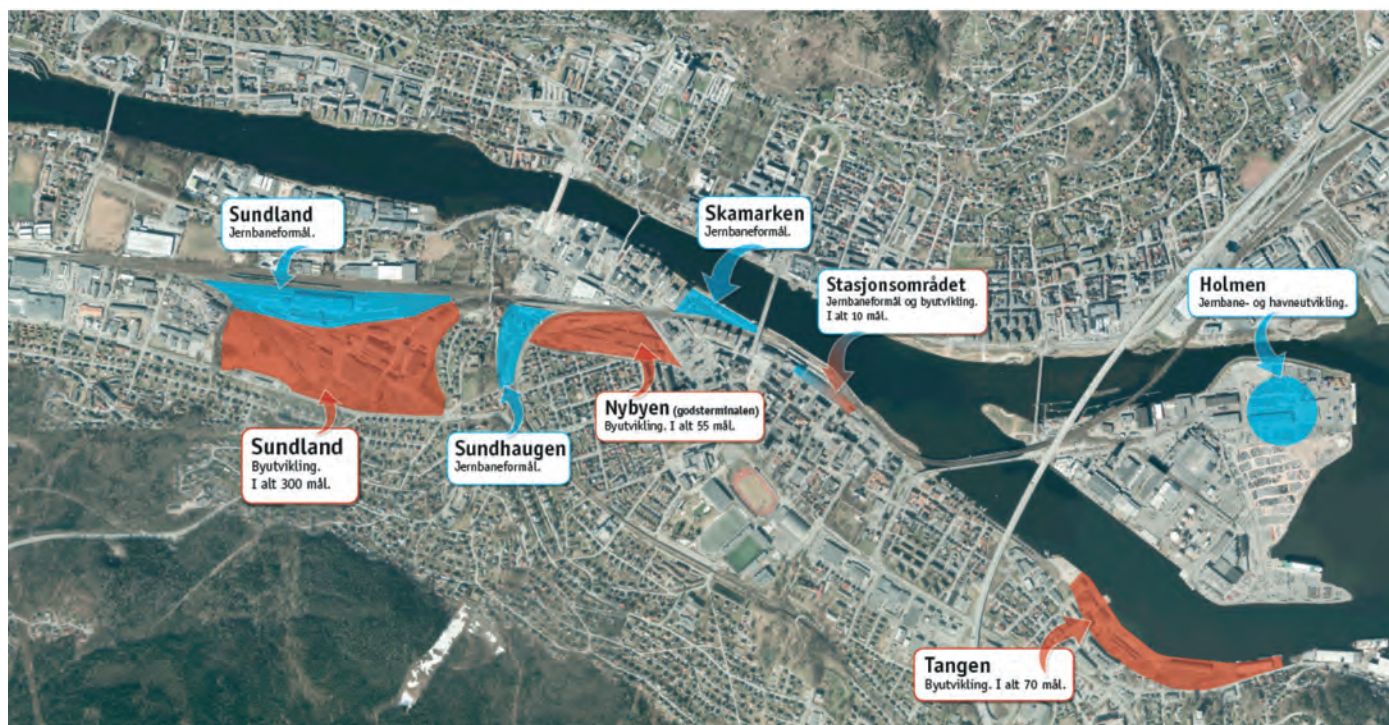 Sundland
Jernbaneformål.
Skamarken
Jernbaneformål.
Stasjonsområdet
Jernbaneformål og byutvikling.
I alt 10 mål.
Holmen
Jernbane- og havneutvikling.
Sundland
Byutvikling.
I alt 300 mål.
Sundhaugen
Jernbaneformål.
Nybyen (godsterminalen)
Byutvikling. I alt 55 mål.
Tangen
Byutvikling. I alt 70 mål.